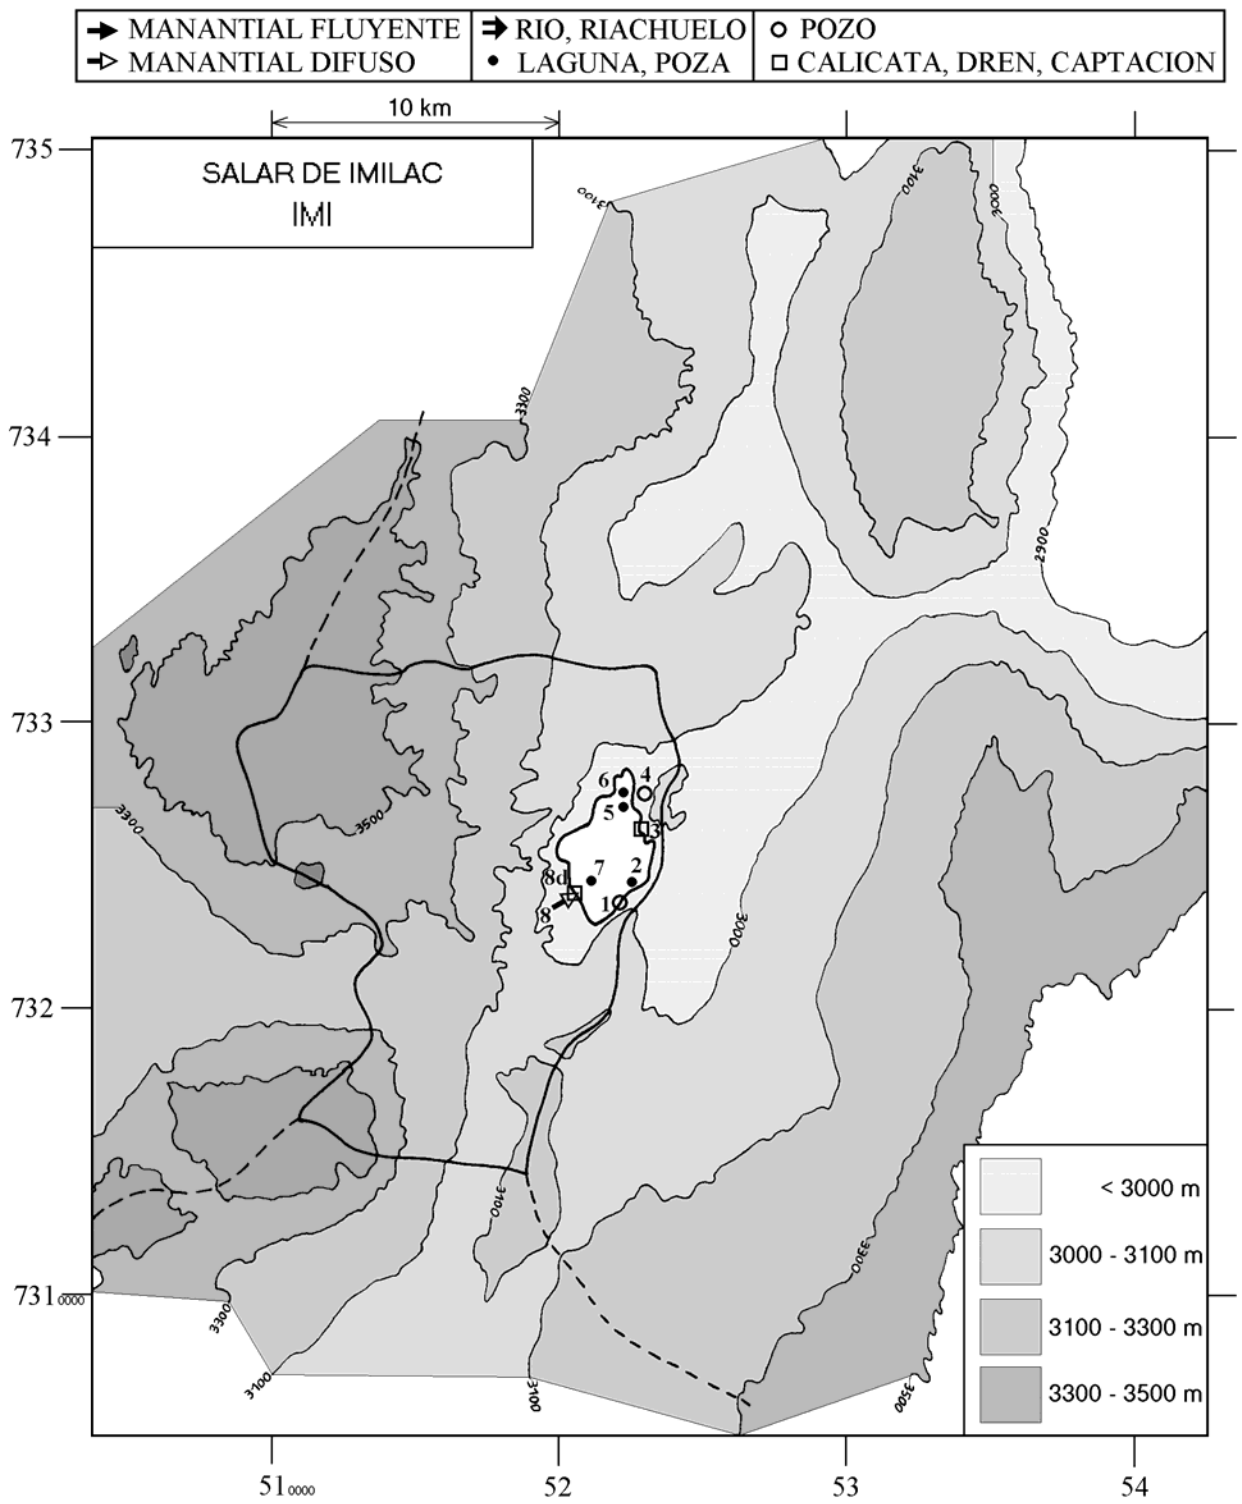 MANANTIAL FLUYENTE
RIO, RIACHUELO
POZO
MANANTIAL DIFUSO
LAGUNA, POZA
CALICATA, DREN, CAPTACION
10 km
735
SALAR DE IMILAC
IMI
3100
3000
3100
3300
734
2900
733
6
4
5
3
3300
3500
7
2
8d
8
1
3000
732
3100
3300
731 0000
3300
3100
3100
3500
< 3000 m
3000 - 3100 m
3100 - 3300 m
3300 - 3500 m
51 0000
52
53
54